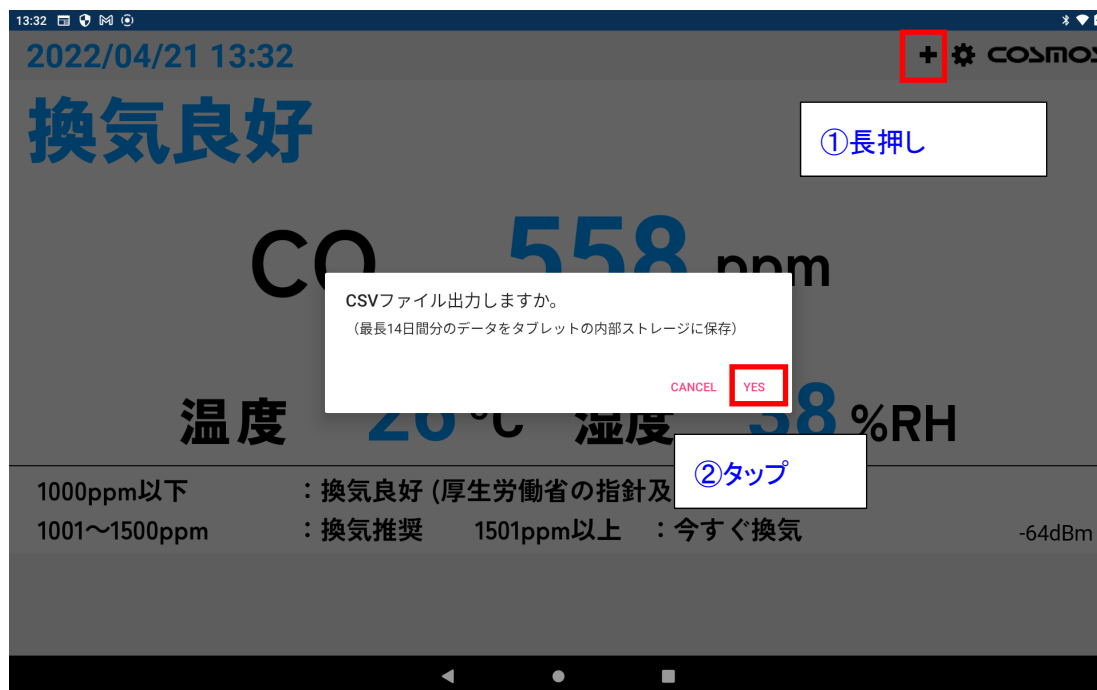 13:32
2022/04/21 13:32
COSMOS
換気良好
①長押し
CO 558 ppm
CSVファイル出力しますか。
（最長14日間分のデータをタブレットの内部ストレージに保存）
CANCEL YES
温度 26 °C 湿度 38 %RH
②タップ
1000ppm以下 ：換気良好 (厚生労働省の指針及
1001～1500ppm ：換気推奨 1501ppm以上 ：今すぐ換気
-64dBm